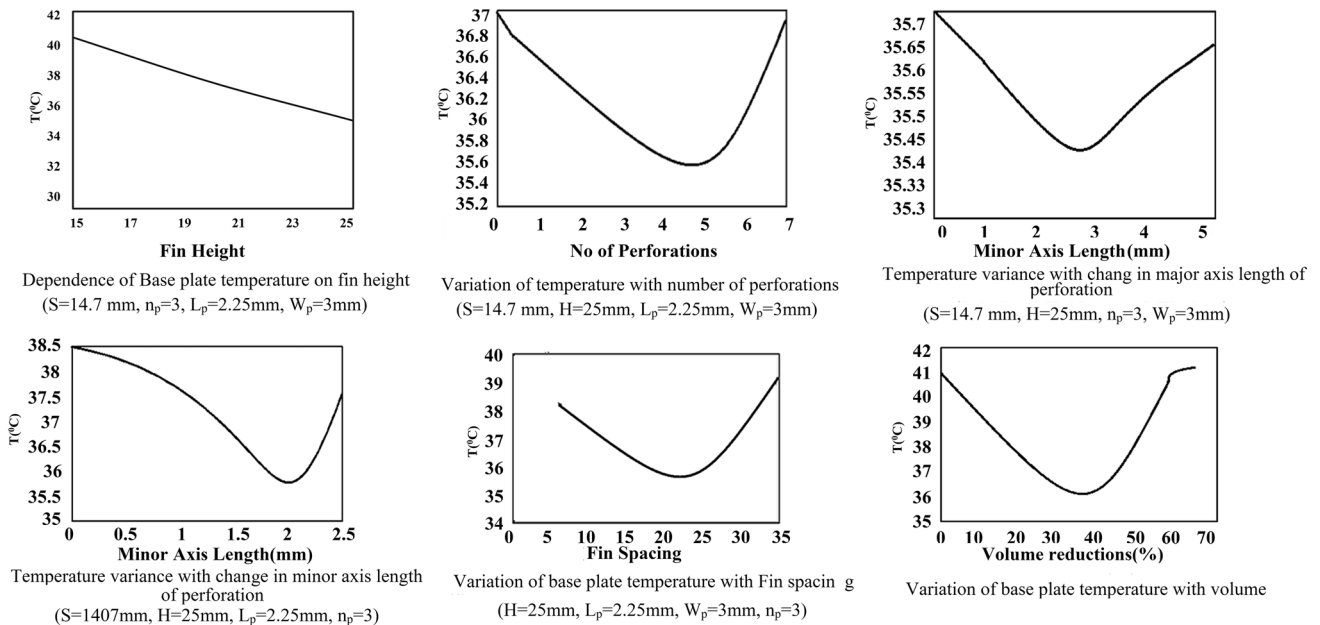 42
40
38
36
34
32
30
T(⁰C)
15 17 19 21 23 25
Fin Height
Dependence of Base plate temperature on fin height
(S=14.7 mm, nₚ=3, Lₚ=2.25mm, Wₚ=3mm)
37
36.8
36.6
36.4
36.2
36
35.8
35.6
35.4
35.2
T(⁰C)
0 1 2 3 4 5 6 7
No of Perforations
Variation of temperature with number of perforations
(S=14.7 mm, H=25mm, Lₚ=2.25mm, Wₚ=3mm)
35.7
35.65
35.6
35.55
35.5
35.45
35.4
35.33
35.3
T(⁰C)
0 1 2 3 4 5
Minor Axis Length(mm)
Temperature variance with chang in major axis length of
perforation
(S=14.7 mm, H=25mm, nₚ=3, Wₚ=3mm)
38.5
38
37.5
37
36.5
36
35.5
35
T(⁰C)
0 0.5 1 1.5 2 2.5
Minor Axis Length(mm)
Temperature variance with change in minor axis length
of perforation
(S=1407mm, H=25mm, Lₚ=2.25mm, nₚ=3)
40
39
38
37
36
35
34
T(⁰C)
0 5 10 15 20 25 30 35
Fin Spacing
Variation of base plate temperature with Fin spacin g
(H=25mm, Lₚ=2.25mm, Wₚ=3mm, nₚ=3)
42
41
40
39
38
37
36
35
T(⁰C)
0 10 20 30 40 50 60 70
Volume reductions(%)
Variation of base plate temperature with volume